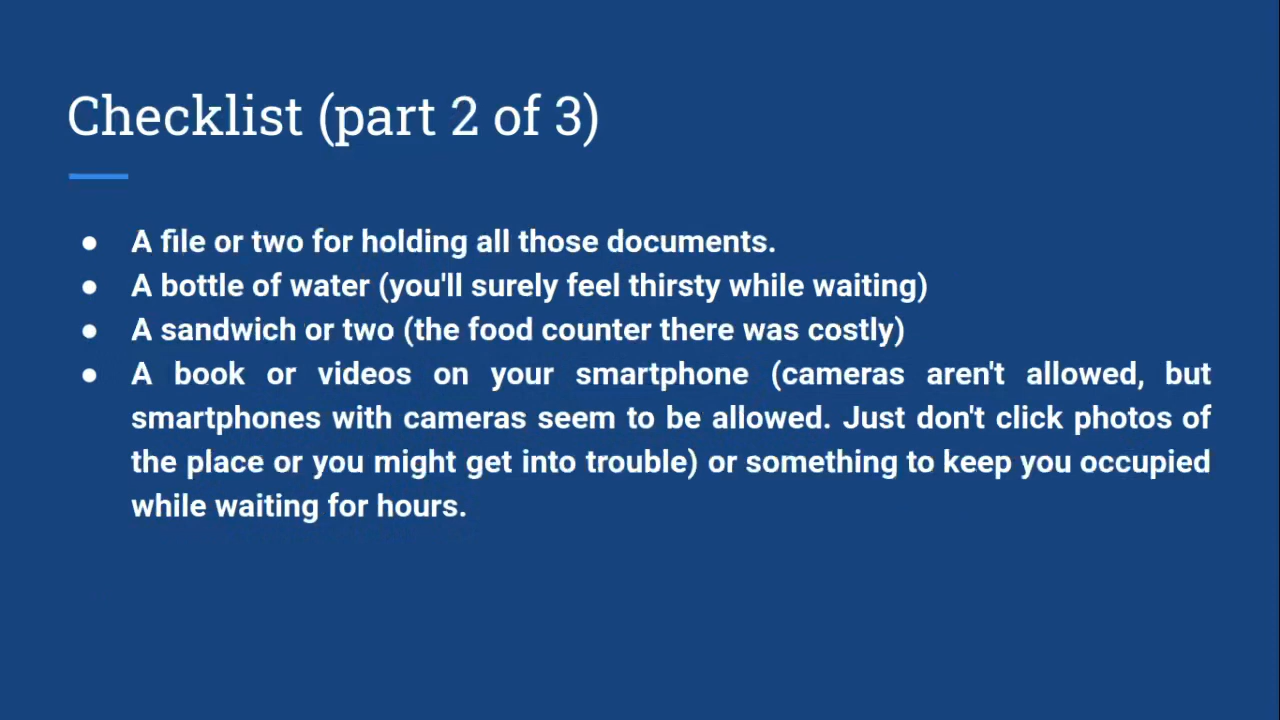 Checklist (part 2 of 3)
● A file or two for holding all those documents.
● A bottle of water (you'll surely feel thirsty while waiting)
● A sandwich or two (the food counter there was costly)
● A book or videos on your smartphone (cameras aren't allowed, but
smartphones with cameras seem to be allowed. Just don't click photos of
the place or you might get into trouble) or something to keep you occupied
while waiting for hours.